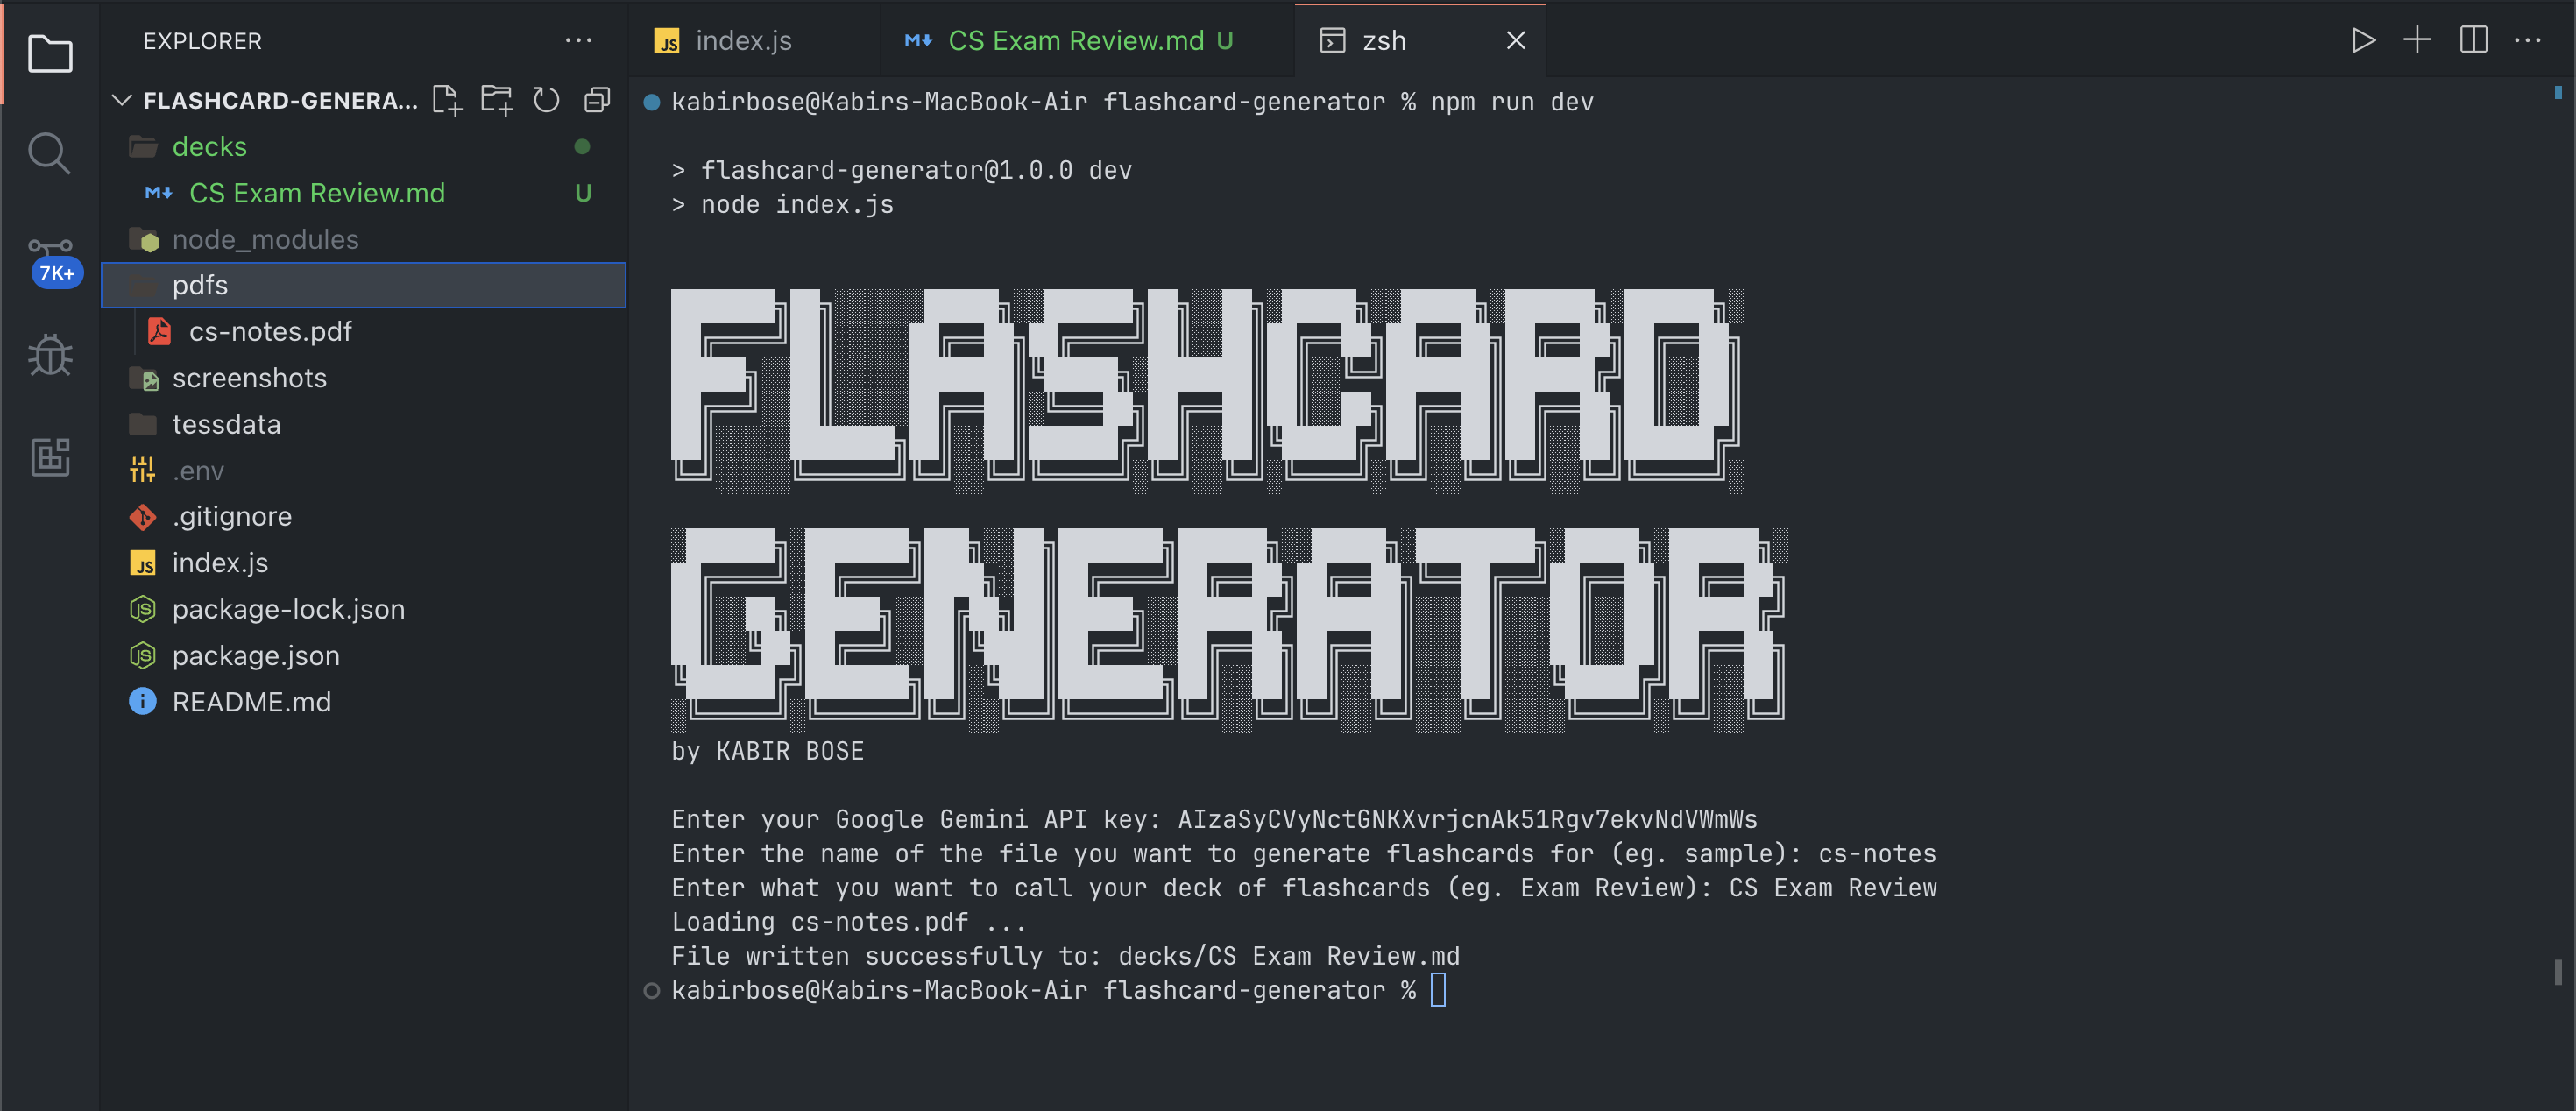 EXPLORER
FLASHCARD-GENERA...
decks
CS Exam Review.md U
node_modules
7K+
pdfs
cs-notes.pdf
screenshots
tessdata
.env
.gitignore
JS index.js
package-lock.json
package.json
README.md
JS index.js
CS Exam Review.md U
zsh
kabirbose@Kabirs-MacBook-Air flashcard-generator % npm run dev
> flashcard-generator@1.0.0 dev
> node index.js
FLASHCARD
GENERATOR
by KABIR BOSE
Enter your Google Gemini API key: AIzaSyCVyNctGNKXvrjcnAk51Rgv7ekvNdVWmWs
Enter the name of the file you want to generate flashcards for (eg. sample): cs-notes
Enter what you want to call your deck of flashcards (eg. Exam Review): CS Exam Review
Loading cs-notes.pdf ...
File written successfully to: decks/CS Exam Review.md
kabirbose@Kabirs-MacBook-Air flashcard-generator %